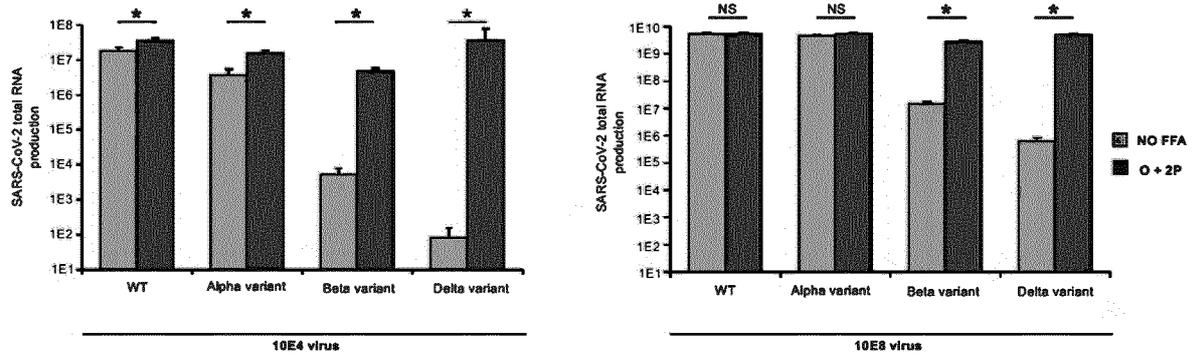 * * * *
1E8
1E7
1E6
1E5
1E4
1E3
1E2
1E1
SARS-CoV-2 total RNA
production
WT Alpha variant Beta variant Delta variant
10E4 virus
NS NS * *
1E10
1E9
1E8
1E7
1E6
1E5
1E4
1E3
1E2
1E1
SARS-CoV-2 total RNA
production
WT Alpha variant Beta variant Delta variant
10E8 virus
NO FFA
O + 2P